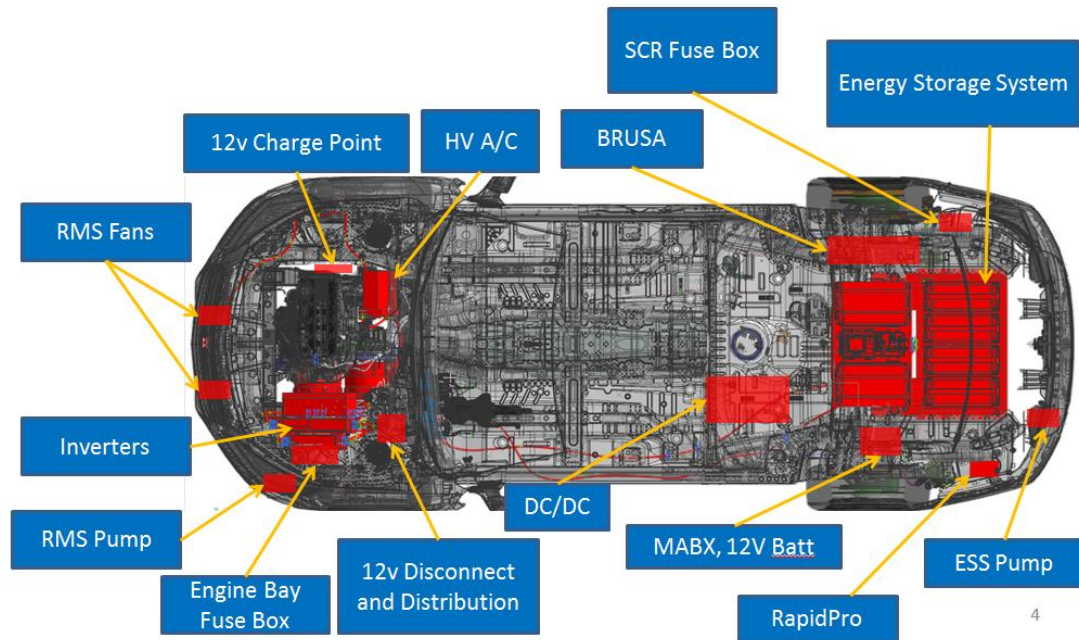 SCR Fuse Box
Energy Storage System
12v Charge Point
HV A/C
BRUSA
RMS Fans
Inverters
DC/DC
RMS Pump
MABX, 12V Batt
ESS Pump
Engine Bay
Fuse Box
12v Disconnect
and Distribution
RapidPro
4